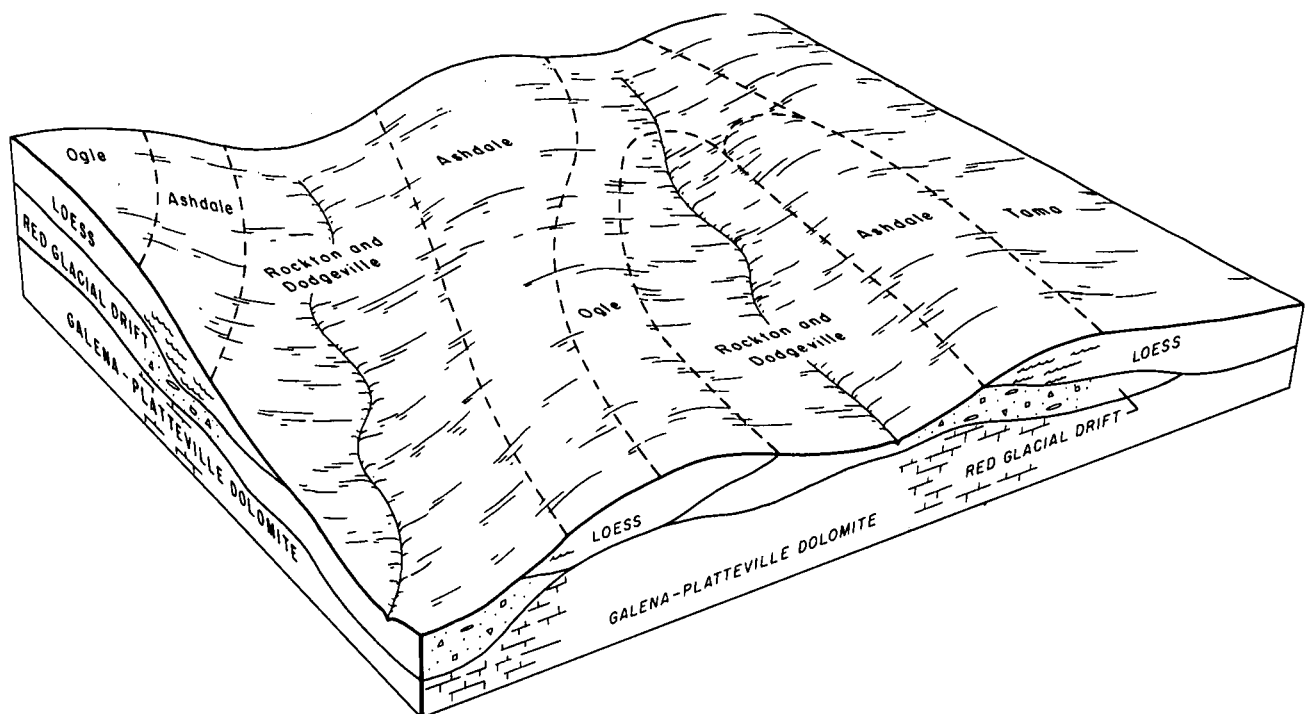 Ogle
Ashdale
LOESS
RED GLACIAL DRIFT
GALENA-PLATTEVILLE DOLOMITE
Rockton and
Dodgeville
Ashdale
Ogle
Rockton and
Dodgeville
Ashdale
Tama
LOESS
RED GLACIAL DRIFT
LOESS
GALENA-PLATTEVILLE DOLOMITE